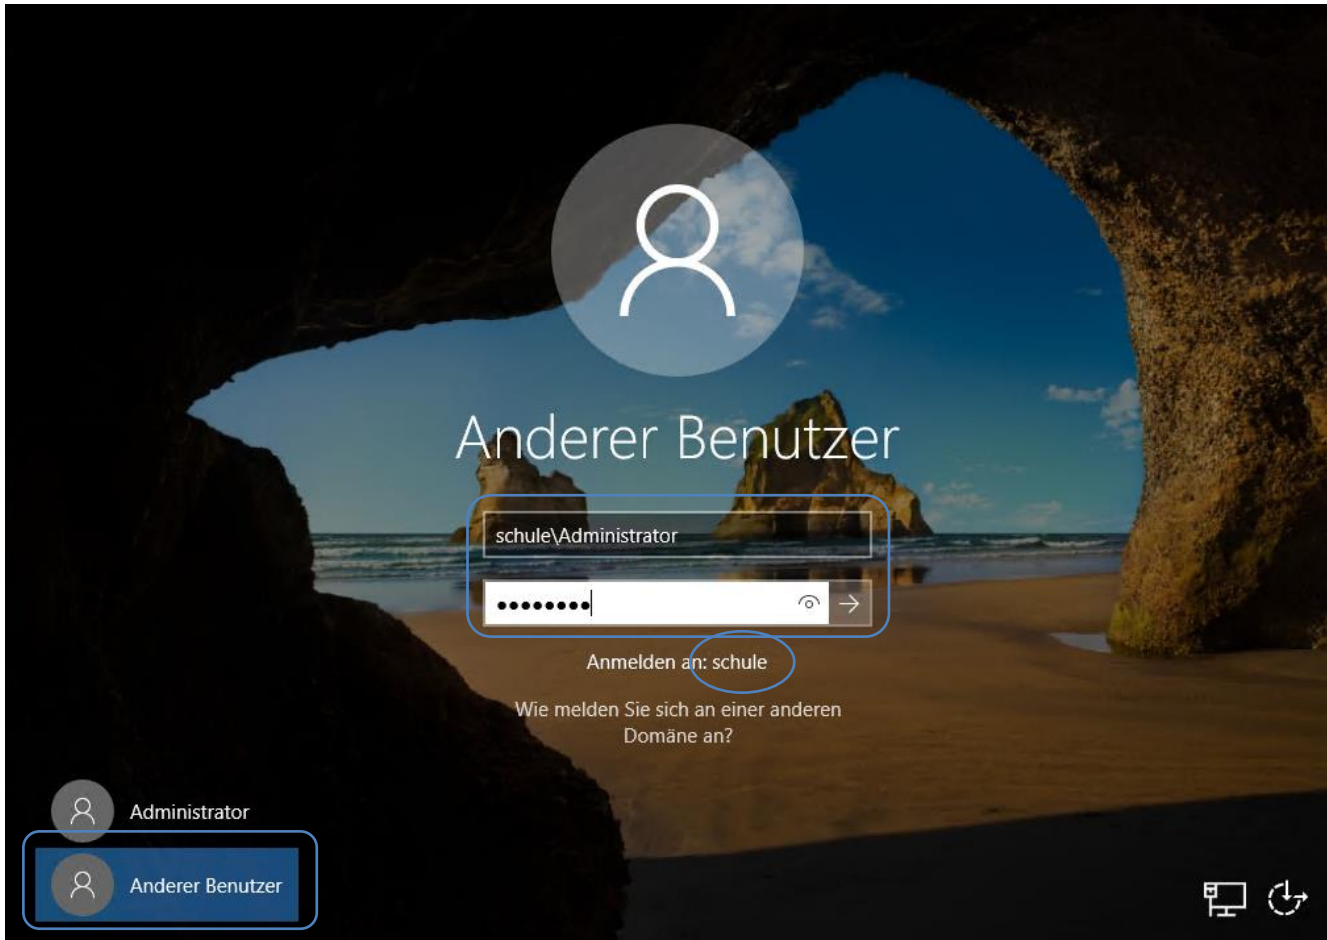 Anderer Benutzer
schule\Administrator
Anmelden an: schule
Wie melden Sie sich an einer anderen
Domäne an?
Administrator
Anderer Benutzer